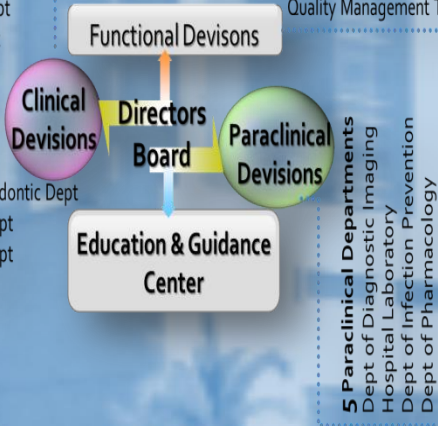 pt
Quality Management T
Functional Devisons
Clinical
Devisions
Directors
Board
Paraclinical
Devisions
dontic Dept
pt
pt
Education & Guidance
Center
5 Paraclinical Departments
Dept of Diagnostic Imaging
Hospital Laboratory
Dept of Infection Prevention
Dept of Pharmacology